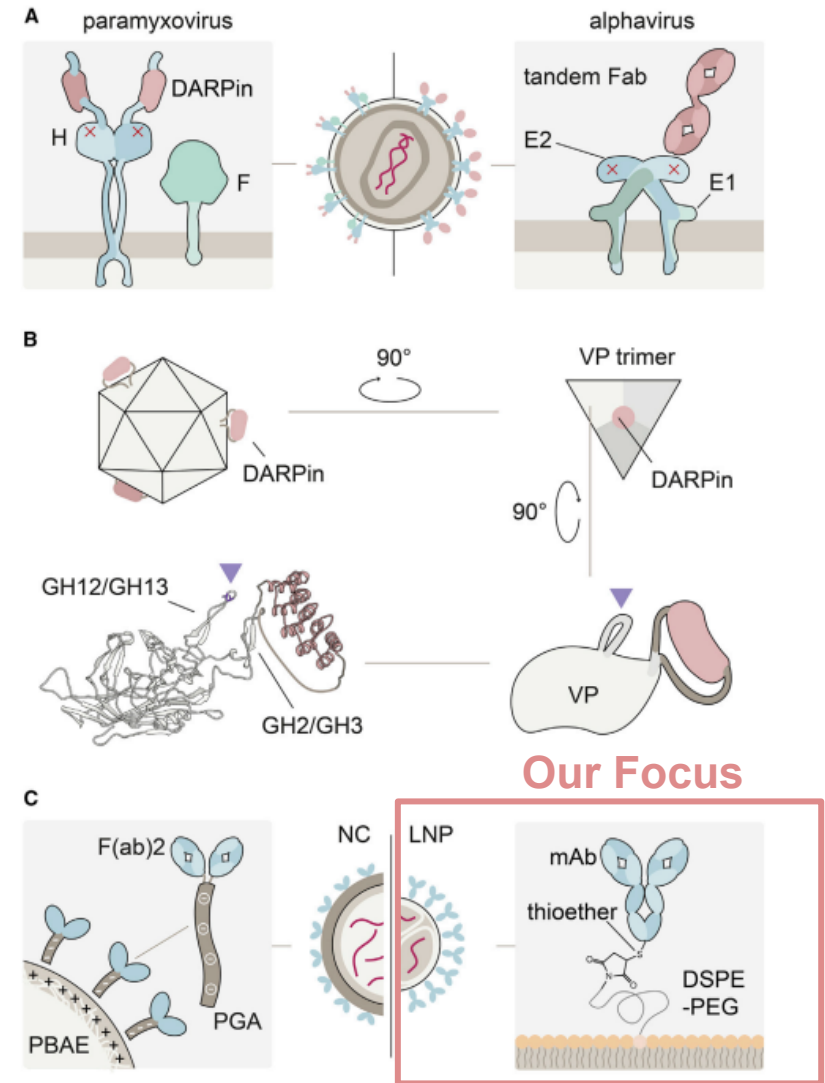 A
paramyxovirus
alphavirus
DARPin
H
F
tandem Fab
E2
E1
B
90°
VP trimer
DARPin
DARPin
90°
GH12/GH13
GH2/GH3
VP
Our Focus
C
F(ab)2
NC
LNP
mAb
thioether
S
O
N
O
DSPE
-PEG
PGA
PBAE